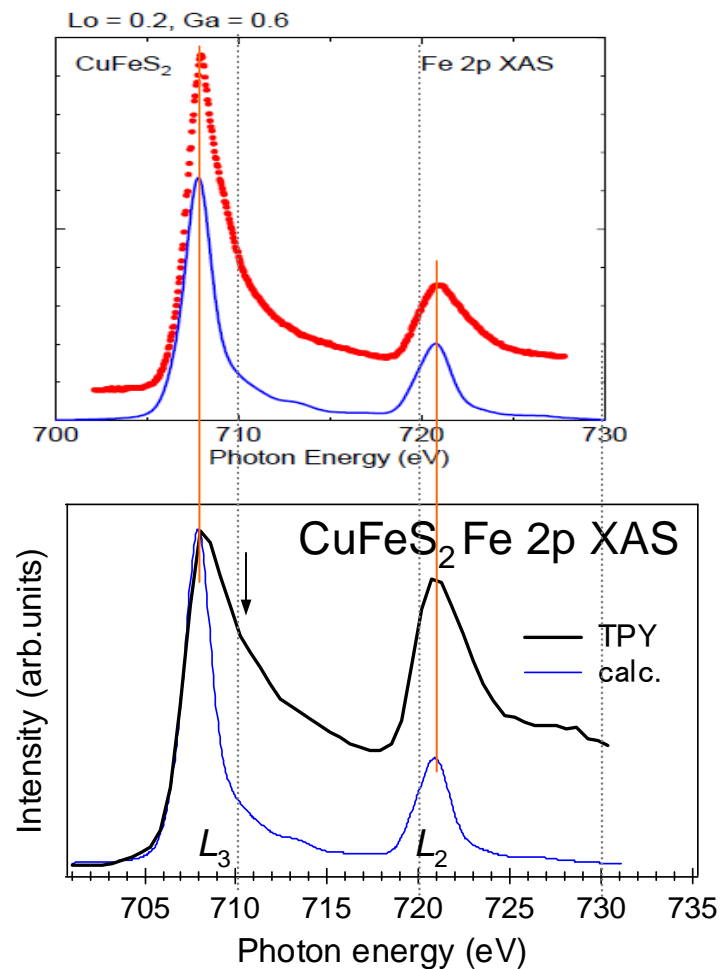 Lo = 0.2, Ga = 0.6
CuFeS₂ Fe 2p XAS
700 710 720 730
Photon Energy (eV)
CuFeS₂ Fe 2p XAS
TPY
calc.
Intensity (arb.units)
L₃ L₂
705 710 715 720 725 730 735
Photon energy (eV)